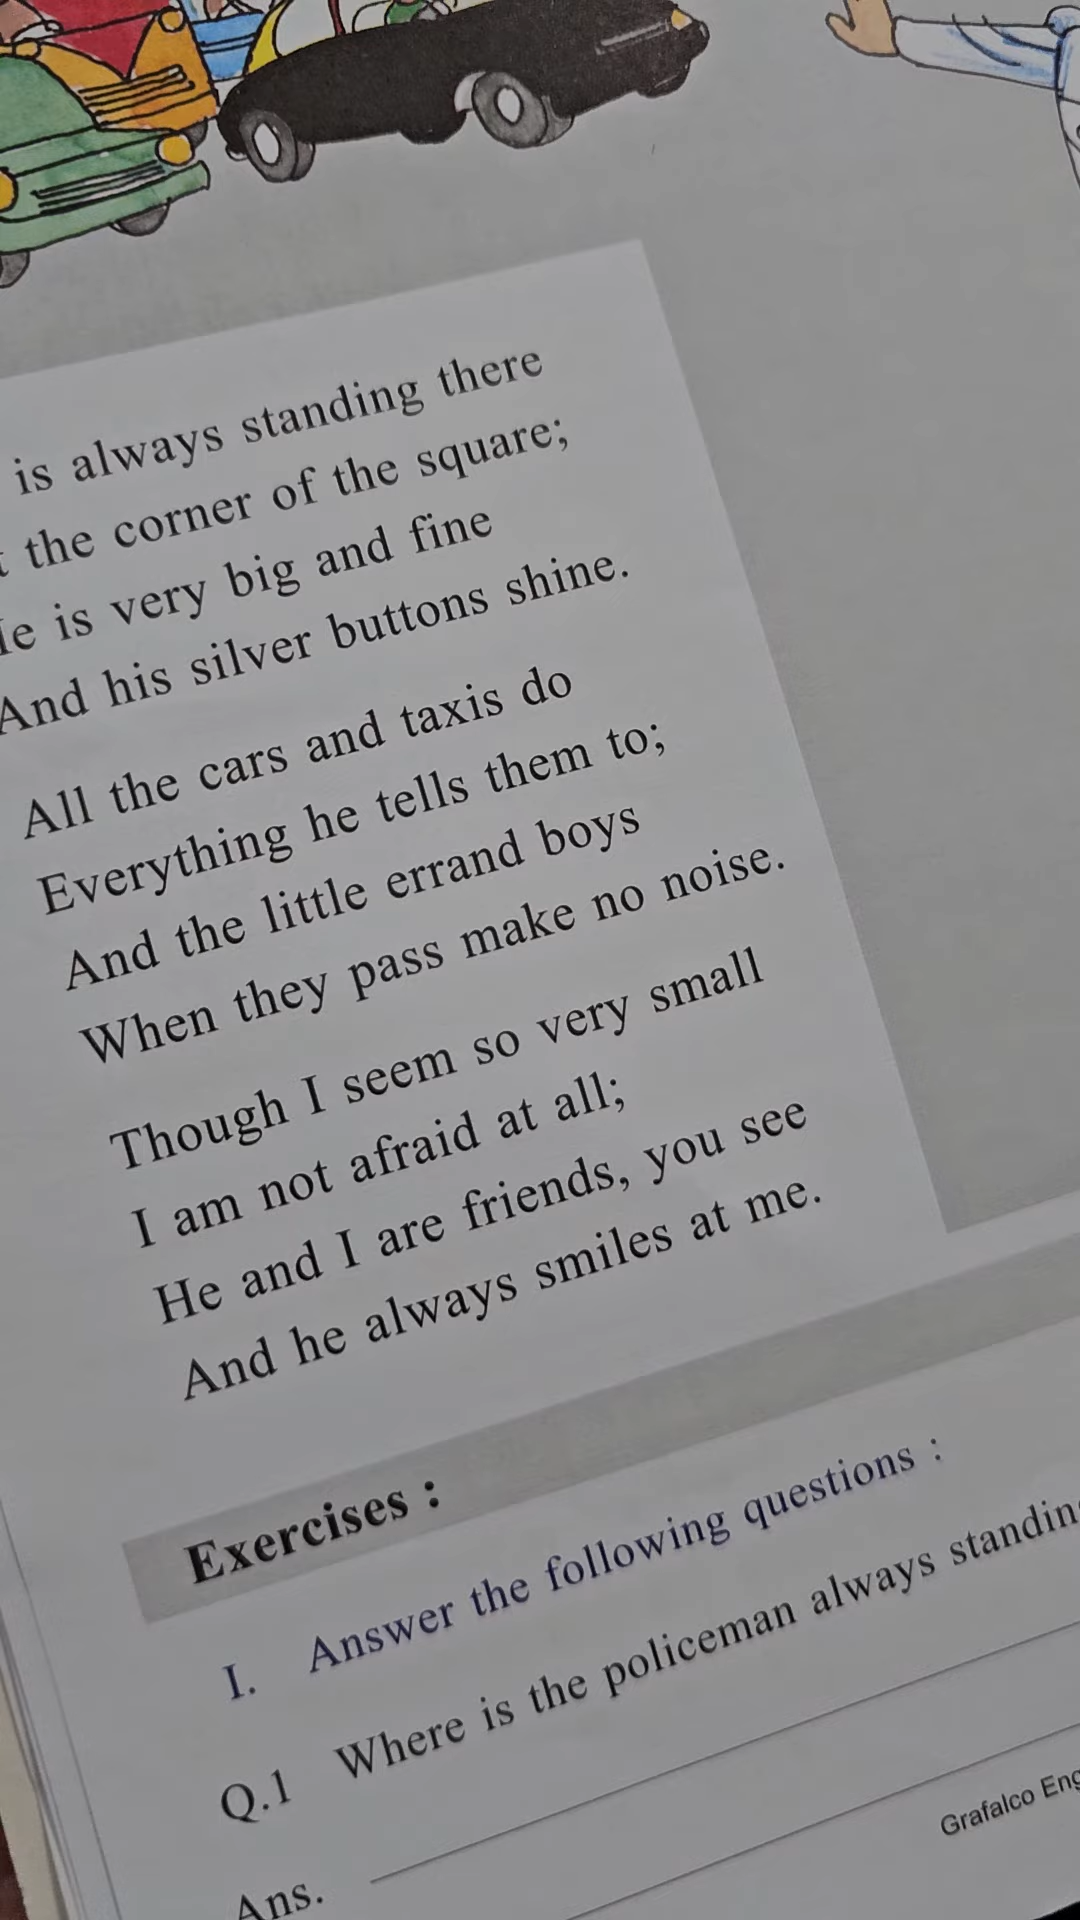 is always standing there
the corner of the square;
is very big and fine
And his silver buttons shine.
All the cars and taxis do
Everything he tells them to;
And the little errand boys
When they pass make no noise.
Though I seem so very small
I am not afraid at all;
He and I are friends, you see
And he always smiles at me.
Exercises :
I. Answer the following questions :
Q.1 Where is the policeman always
Ans.
Grafalco